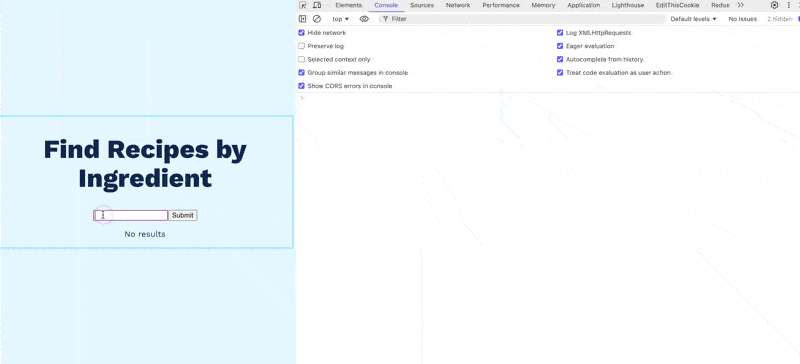 Elements Console Sources Network Performance Memory Application Lighthouse EditThisCookie Redux
top Filter Default levels No Issues 2 hidden
Hide network Log XMLHttpRequests
Preserve log Eager evaluation
Selected context only Autocomplete from history
Group similar messages in console Treat code evaluation as user action
Show CORS errors in console
Find Recipes by
Ingredient
Submit
No results